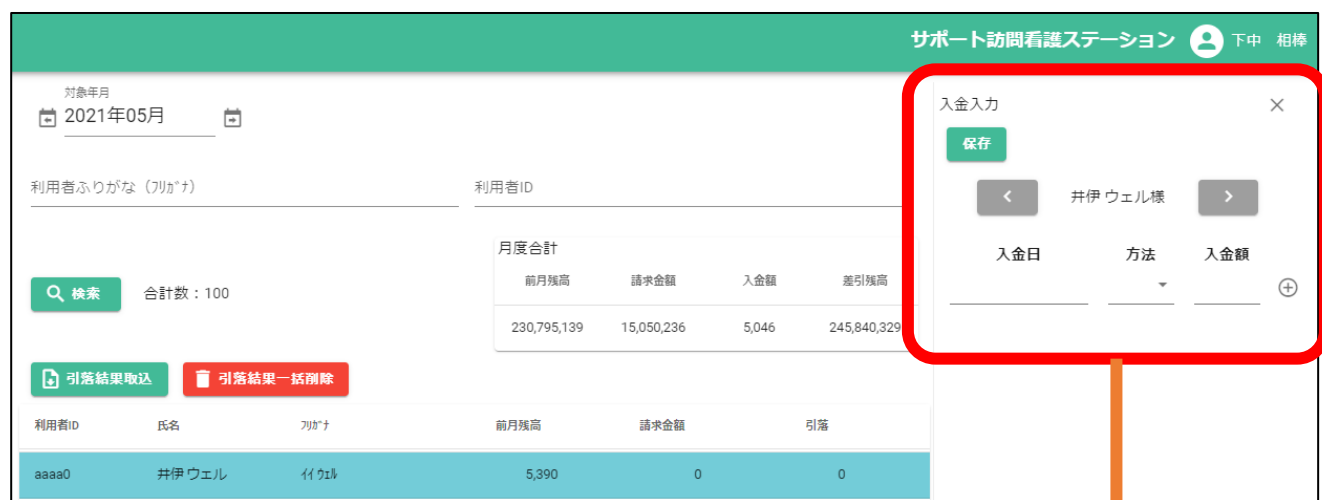 サポート訪問看護ステーション 下中 相棒
対象年月
2021年05月
利用者ふりがな（ﾌﾘｶﾞﾅ）
利用者ID
検索
合計数：100
月度合計
前月残高 請求金額 入金額 差引残高
230,795,139 15,050,236 5,046 245,840,329
引落結果取込
引落結果一括削除
利用者ID 氏名 ﾌﾘｶﾞﾅ 前月残高 請求金額 引落
aaaa0 井伊 ウェル ｲｲ ｳｪﾙ 5,390 0 0
入金入力
保存
井伊 ウェル様
入金日 方法 入金額